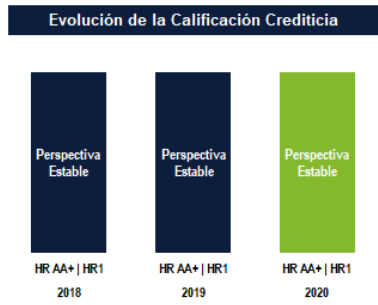 Evolución de la Calificación Crediticia
Perspectiva Estable
Perspectiva Estable
Perspectiva Estable
HR AA+ | HR1
HR AA+ | HR1
HR AA+ | HR1
2018
2019
2020